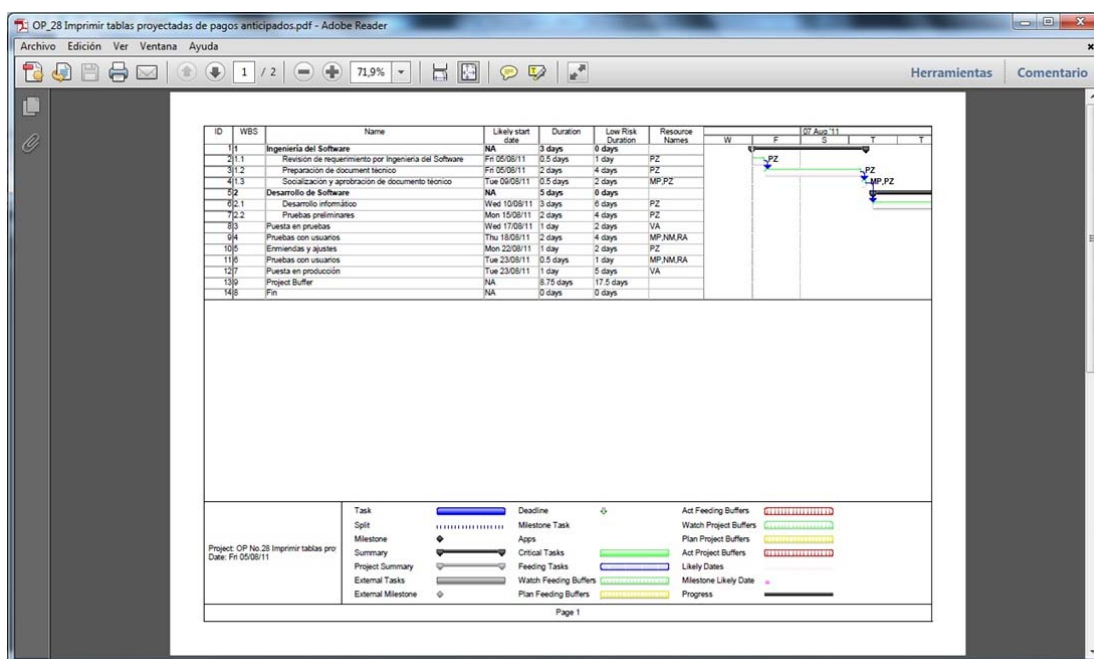 OP_28 Imprimir tablas proyectadas de pagos anticipados.pdf - Adobe Reader
Archivo Edición Ver Ventana Ayuda
1 / 2 71,9% Herramientas Comentario
ID WBS Name Likely start date Duration Low Risk Duration Resource Names 07 Aug '11
W F S T T
1 1 Ingeniería del Software NA 3 days 0 days
2 1.1 Revisión de requerimiento por Ingeniería del Software Fri 05/08/11 0.5 days 1 day PZ PZ
3 1.2 Preparación de document técnico Fri 05/08/11 2 days 4 days PZ PZ
4 1.3 Socialización y aprobración de documento técnico Tue 09/08/11 0.5 days 2 days MP,PZ MP,PZ
5 2 Desarrollo de Software NA 5 days 0 days
6 2.1 Desarrollo informático Wed 10/08/11 3 days 6 days PZ
7 2.2 Pruebas preliminares Mon 15/08/11 2 days 4 days PZ
8 3 Puesta en pruebas Wed 17/08/11 1 day 2 days VA
9 4 Pruebas con usuarios Thu 18/08/11 2 days 4 days MP,NM,RA
10 5 Enmiendas y ajustes Mon 22/08/11 1 day 2 days PZ
11 6 Pruebas con usuarios Tue 23/08/11 0.5 days 1 day MP,NM,RA
12 7 Puesta en producción Tue 23/08/11 1 day 5 days VA
13 9 Project Buffer NA 8.75 days 17.5 days
14 8 Fin NA 0 days 0 days
Project: OP No.28 Imprimir tablas pro
Date: Fri 05/08/11
Task Deadline Act Feeding Buffers
Split Milestone Task Watch Project Buffers
Milestone Apps Plan Project Buffers
Summary Critical Tasks Act Project Buffers
Project Summary Feeding Tasks Likely Dates
External Tasks Watch Feeding Buffers Milestone Likely Date
External Milestone Plan Feeding Buffers Progress
Page 1